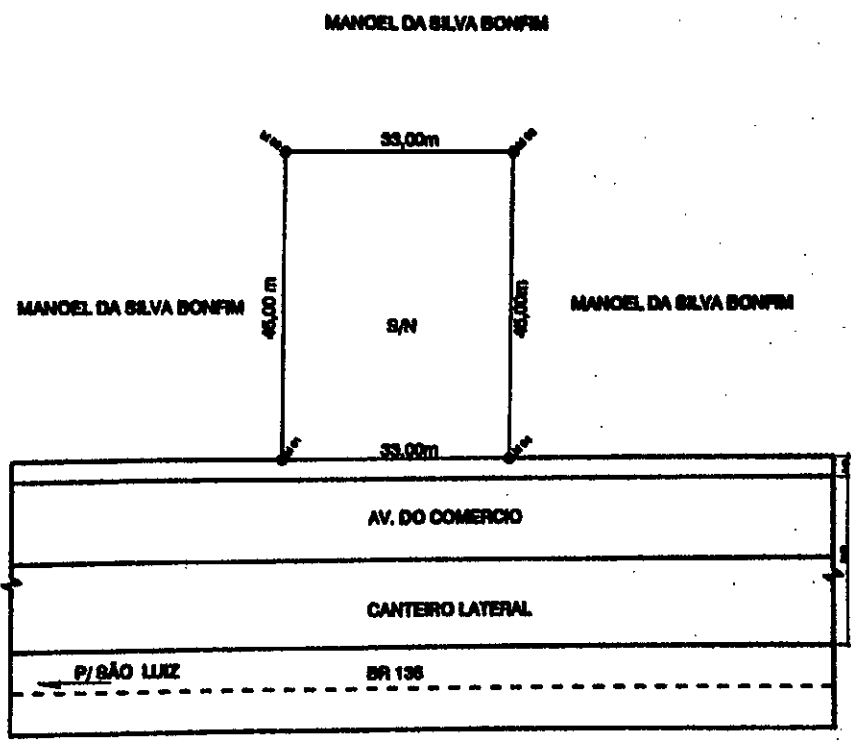 MANOEL DA SILVA BONFIM
33,00m
MANOEL DA SILVA BONFIM
45,00 m
S/N
45,00m
MANOEL DA SILVA BONFIM
33,00m
AV. DO COMERCIO
CANTEIRO LATERAL
P/ SÃO LUIZ
BR 135